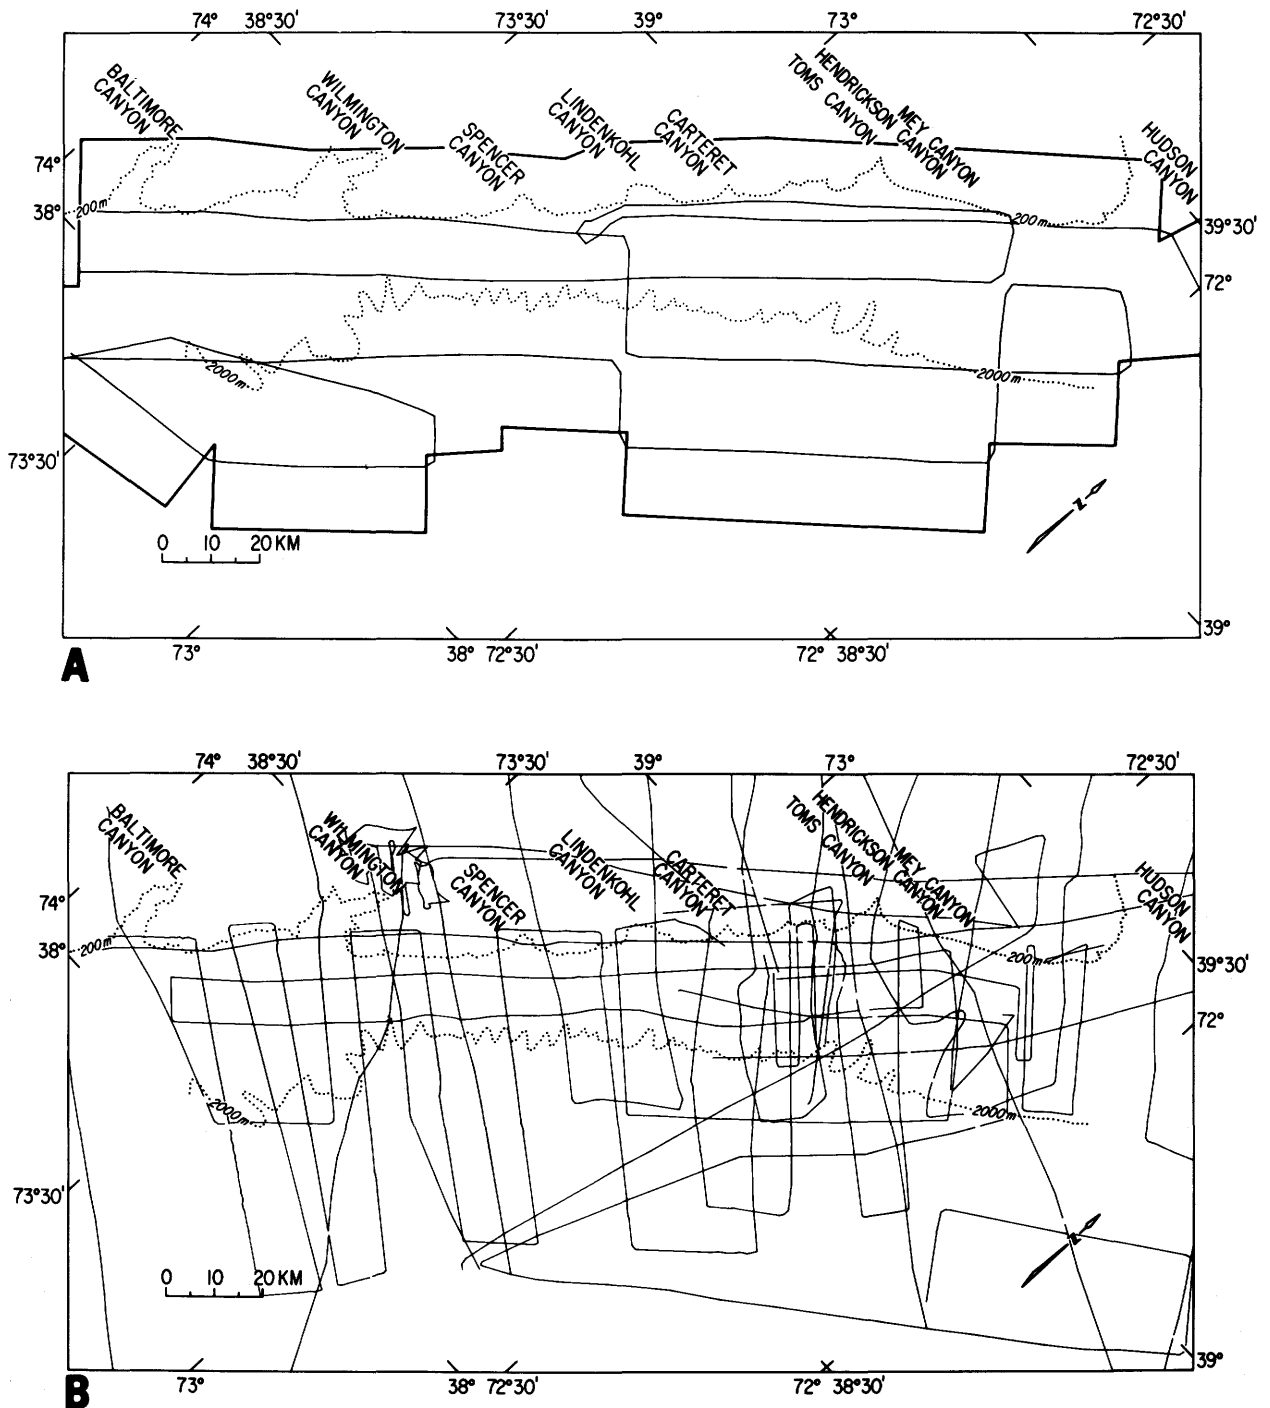 74° 38°30' 73°30' 39° 73° 72°30'
BALTIMORE
CANYON
WILMINGTON
CANYON
SPENCER
CANYON
LINDENKOHL
CANYON
CARTERET
CANYON
TOMS CANYON
HENDRICKSON CANYON
MEY CANYON
HUDSON
CANYON
74°
38°
200m
200m
39°30'
72°
2000m
2000m
73°30'
N
0 10 20 KM
39°
73° 38° 72°30' 72° 38°30'
A
74° 38°30' 73°30' 39° 73° 72°30'
BALTIMORE
CANYON
WILMINGTON
CANYON
SPENCER
CANYON
LINDENKOHL
CANYON
CARTERET
CANYON
TOMS CANYON
HENDRICKSON CANYON
MEY CANYON
HUDSON
CANYON
74°
38°
200m
200m
39°30'
72°
2000m
2000m
73°30'
N
0 10 20 KM
39°
73° 38° 72°30' 72° 38°30'
B